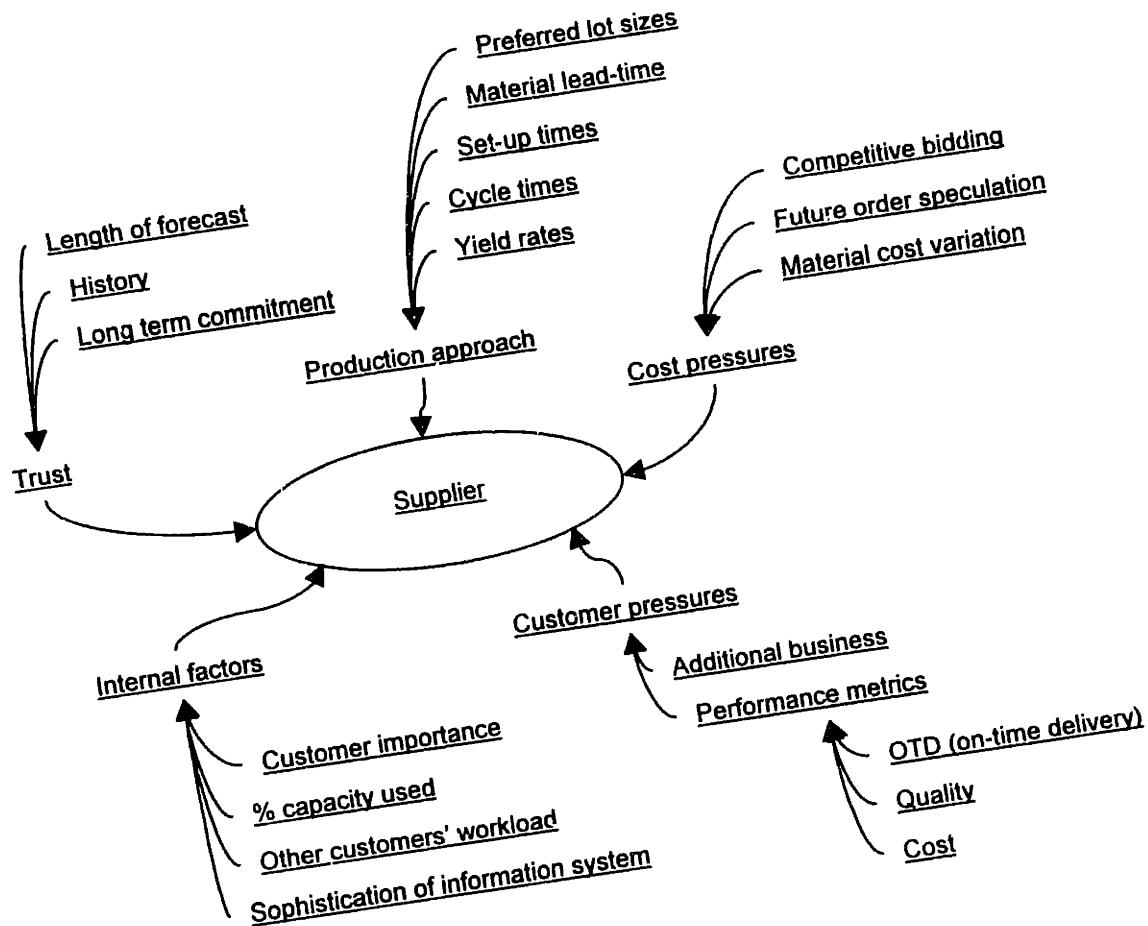 Preferred lot sizes
Material lead-time
Set-up times
Cycle times
Yield rates
Production approach
Competitive bidding
Future order speculation
Material cost variation
Cost pressures
Length of forecast
History
Long term commitment
Trust
Supplier
Customer pressures
Additional business
Performance metrics
OTD (on-time delivery)
Quality
Cost
Internal factors
Customer importance
% capacity used
Other customers' workload
Sophistication of information system